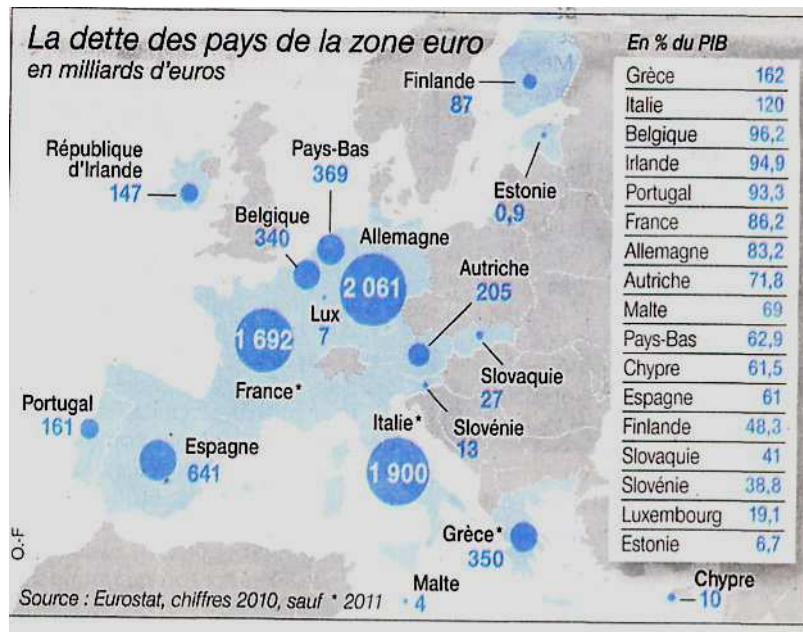 La dette des pays de la zone euro
en milliards d'euros
Finlande
87
République
d'Irlande
147
Pays-Bas
369
Estonie
0,9
Belgique
340
Allemagne
2 061
Autriche
205
Lux
7
1 692
France*
Slovaquie
27
Portugal
161
Espagne
641
Italie*
1 900
Slovénie
13
Grèce*
350
Malte
4
Chypre
10
O.-F
Source : Eurostat, chiffres 2010, sauf * 2011
En % du PIB
Grèce 162
Italie 120
Belgique 96,2
Irlande 94,9
Portugal 93,3
France 86,2
Allemagne 83,2
Autriche 71,8
Malte 69
Pays-Bas 62,9
Chypre 61,5
Espagne 61
Finlande 48,3
Slovaquie 41
Slovénie 38,8
Luxembourg 19,1
Estonie 6,7